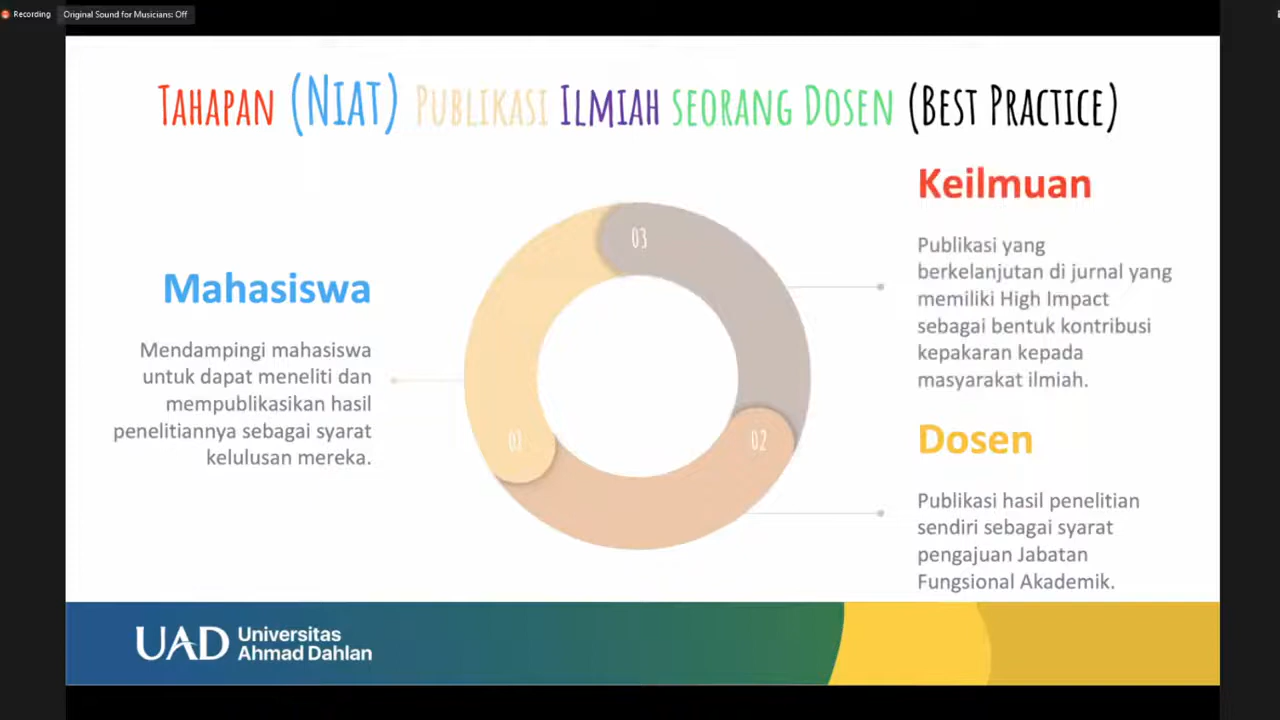 Recording
Original Sound for Musicians: Off
TAHAPAN (NIAT) PUBLIKASI ILMIAH SEORANG DOSEN (BEST PRACTICE)
Mahasiswa
Mendampingi mahasiswa
untuk dapat meneliti dan
mempublikasikan hasil
penelitiannya sebagai syarat
kelulusan mereka.
03
01
02
Keilmuan
Publikasi yang
berkelanjutan di jurnal yang
memiliki High Impact
sebagai bentuk kontribusi
kepakaran kepada
masyarakat ilmiah.
Dosen
Publikasi hasil penelitian
sendiri sebagai syarat
pengajuan Jabatan
Fungsional Akademik.
UAD Universitas
Ahmad Dahlan